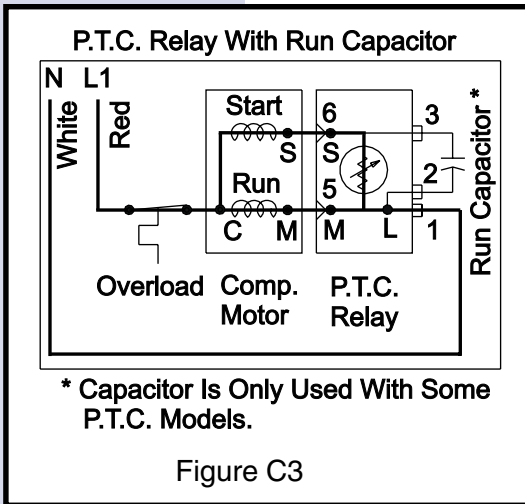 P.T.C. Relay With Run Capacitor
N L1
White
Red
Start
S
6
S
3
Run
C
M
5
M
L
2
1
Run Capacitor *
Overload
Comp.
Motor
P.T.C.
Relay
* Capacitor Is Only Used With Some
P.T.C. Models.
Figure C3